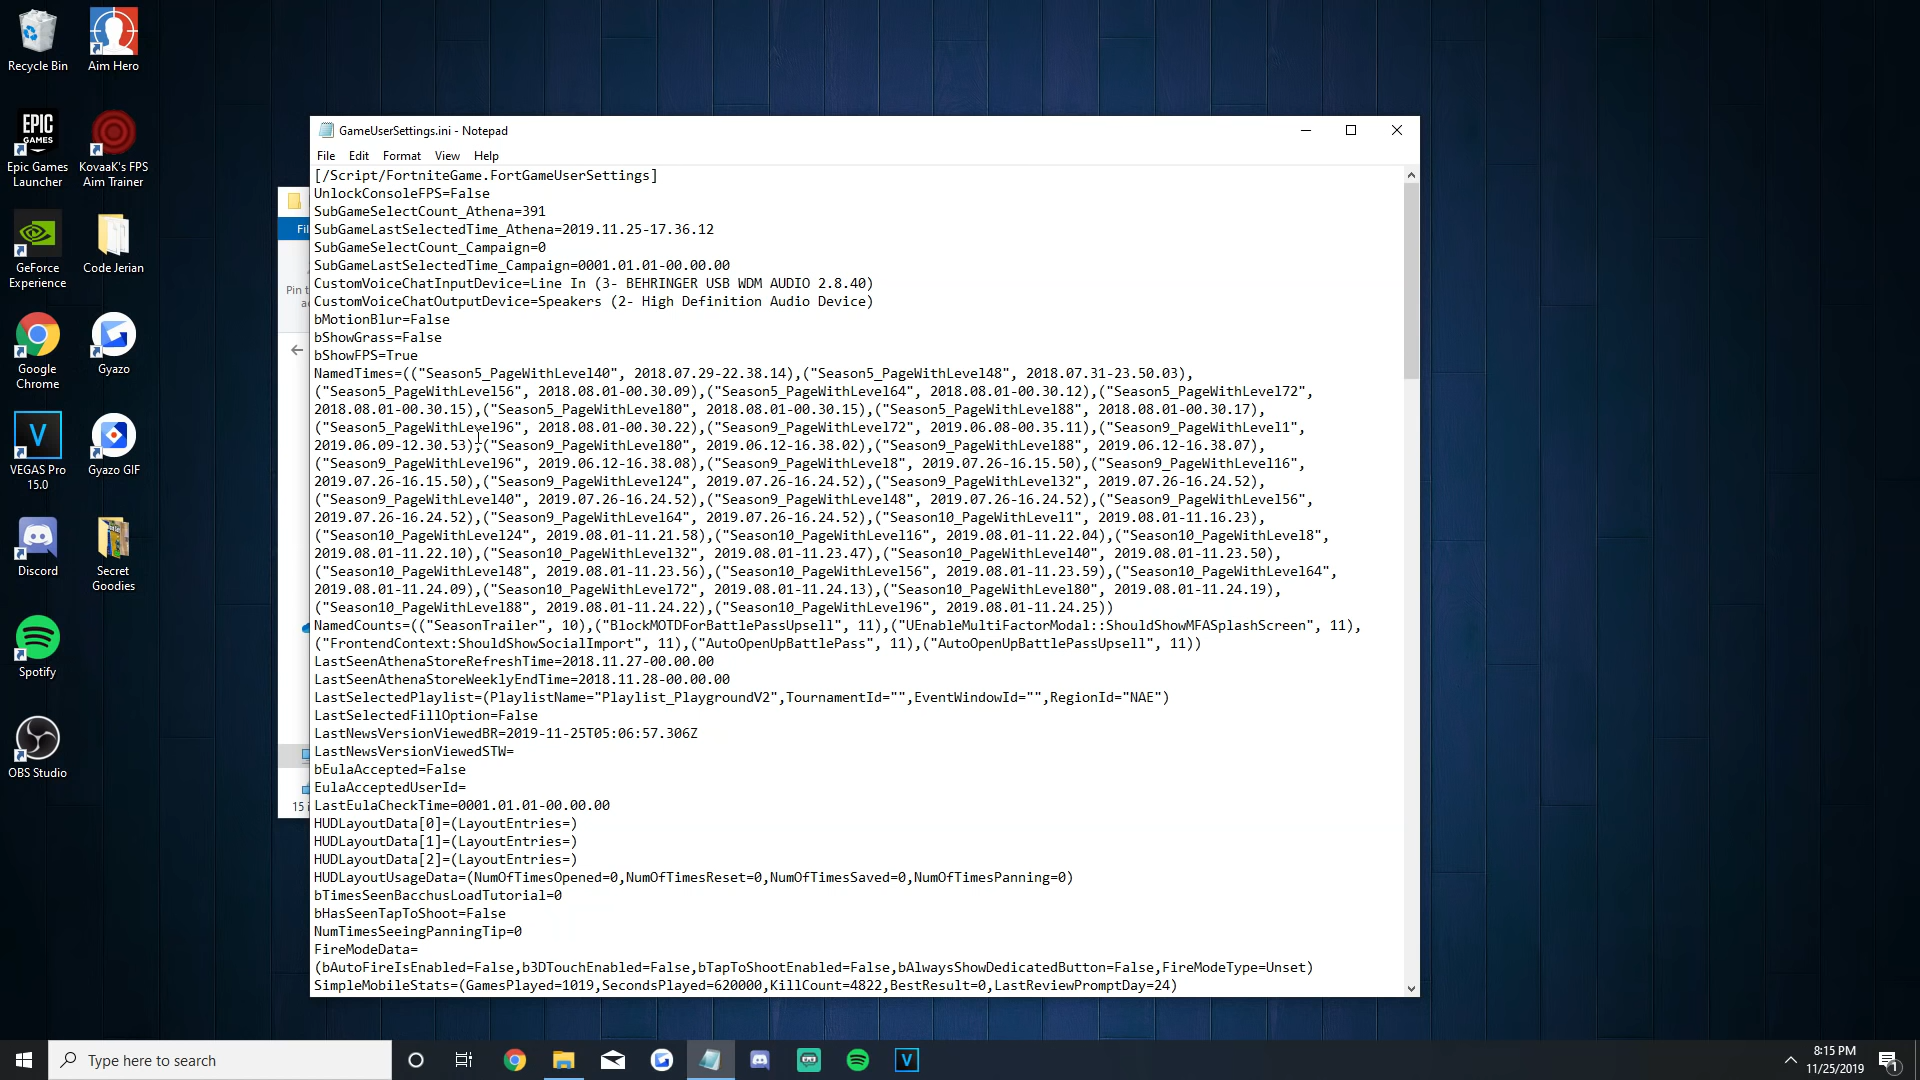 Recycle Bin
Aim Hero
EPIC
GAMES
Epic Games
Launcher
KovaaK's FPS
Aim Trainer
GeForce
Experience
Code Jerian
Google
Chrome
Gyazo
V
VEGAS Pro
15.0
Gyazo GIF
Discord
Secret
Goodies
Spotify
OBS Studio
Fil
Pin t
a
15 i
GameUserSettings.ini - Notepad
File Edit Format View Help
[/Script/FortniteGame.FortGameUserSettings]
UnlockConsoleFPS=False
SubGameSelectCount_Athena=391
SubGameLastSelectedTime_Athena=2019.11.25-17.36.12
SubGameSelectCount_Campaign=0
SubGameLastSelectedTime_Campaign=0001.01.01-00.00.00
CustomVoiceChatInputDevice=Line In (3- BEHRINGER USB WDM AUDIO 2.8.40)
CustomVoiceChatOutputDevice=Speakers (2- High Definition Audio Device)
bMotionBlur=False
bShowGrass=False
bShowFPS=True
NamedTimes=(("Season5_PageWithLevel40", 2018.07.29-22.38.14),("Season5_PageWithLevel48", 2018.07.31-23.50.03),
("Season5_PageWithLevel56", 2018.08.01-00.30.09),("Season5_PageWithLevel64", 2018.08.01-00.30.12),("Season5_PageWithLevel72",
2018.08.01-00.30.15),("Season5_PageWithLevel80", 2018.08.01-00.30.15),("Season5_PageWithLevel88", 2018.08.01-00.30.17),
("Season5_PageWithLevel96", 2018.08.01-00.30.22),("Season9_PageWithLevel72", 2019.06.08-00.35.11),("Season9_PageWithLevel1",
2019.06.09-12.30.53),("Season9_PageWithLevel80", 2019.06.12-16.38.02),("Season9_PageWithLevel88", 2019.06.12-16.38.07),
("Season9_PageWithLevel96", 2019.06.12-16.38.08),("Season9_PageWithLevel8", 2019.07.26-16.15.50),("Season9_PageWithLevel16",
2019.07.26-16.15.50),("Season9_PageWithLevel24", 2019.07.26-16.24.52),("Season9_PageWithLevel32", 2019.07.26-16.24.52),
("Season9_PageWithLevel40", 2019.07.26-16.24.52),("Season9_PageWithLevel48", 2019.07.26-16.24.52),("Season9_PageWithLevel56",
2019.07.26-16.24.52),("Season9_PageWithLevel64", 2019.07.26-16.24.52),("Season10_PageWithLevel1", 2019.08.01-11.16.23),
("Season10_PageWithLevel24", 2019.08.01-11.21.58),("Season10_PageWithLevel16", 2019.08.01-11.22.04),("Season10_PageWithLevel8",
2019.08.01-11.22.10),("Season10_PageWithLevel32", 2019.08.01-11.23.47),("Season10_PageWithLevel40", 2019.08.01-11.23.50),
("Season10_PageWithLevel48", 2019.08.01-11.23.56),("Season10_PageWithLevel56", 2019.08.01-11.23.59),("Season10_PageWithLevel64",
2019.08.01-11.24.09),("Season10_PageWithLevel72", 2019.08.01-11.24.13),("Season10_PageWithLevel80", 2019.08.01-11.24.19),
("Season10_PageWithLevel88", 2019.08.01-11.24.22),("Season10_PageWithLevel96", 2019.08.01-11.24.25))
NamedCounts=(("SeasonTrailer", 10),("BlockMOTDForBattlePassUpsell", 11),("UEnableMultiFactorModal::ShouldShowMFASplashScreen", 11),
("FrontendContext:ShouldShowSocialImport", 11),("AutoOpenUpBattlePass", 11),("AutoOpenUpBattlePassUpsell", 11))
LastSeenAthenaStoreRefreshTime=2018.11.27-00.00.00
LastSeenAthenaStoreWeeklyEndTime=2018.11.28-00.00.00
LastSelectedPlaylist=(PlaylistName="Playlist_PlaygroundV2",TournamentId="",EventWindowId="",RegionId="NAE")
LastSelectedFillOption=False
LastNewsVersionViewedBR=2019-11-25T05:06:57.306Z
LastNewsVersionViewedSTW=
bEulaAccepted=False
EulaAcceptedUserId=
LastEulaCheckTime=0001.01.01-00.00.00
HUDLayoutData[0]=(LayoutEntries=)
HUDLayoutData[1]=(LayoutEntries=)
HUDLayoutData[2]=(LayoutEntries=)
HUDLayoutUsageData=(NumOfTimesOpened=0,NumOfTimesReset=0,NumOfTimesSaved=0,NumOfTimesPanning=0)
bTimesSeenBacchusLoadTutorial=0
bHasSeenTapToShoot=False
NumTimesSeeingPanningTip=0
FireModeData=
(bAutoFireIsEnabled=False,b3DTouchEnabled=False,bTapToShootEnabled=False,bAlwaysShowDedicatedButton=False,FireModeType=Unset)
SimpleMobileStats=(GamesPlayed=1019,SecondsPlayed=620000,KillCount=4822,BestResult=0,LastReviewPromptDay=24)
Type here to search
V
8:15 PM
11/25/2019
1